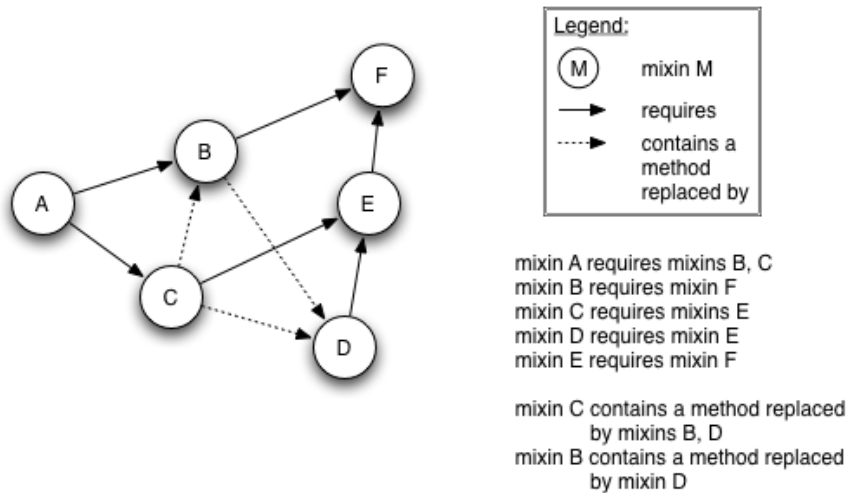 F
B
A
E
C
D
Legend:
M mixin M
requires
contains a
method
replaced by
mixin A requires mixins B, C
mixin B requires mixin F
mixin C requires mixins E
mixin D requires mixin E
mixin E requires mixin F
mixin C contains a method replaced
by mixins B, D
mixin B contains a method replaced
by mixin D